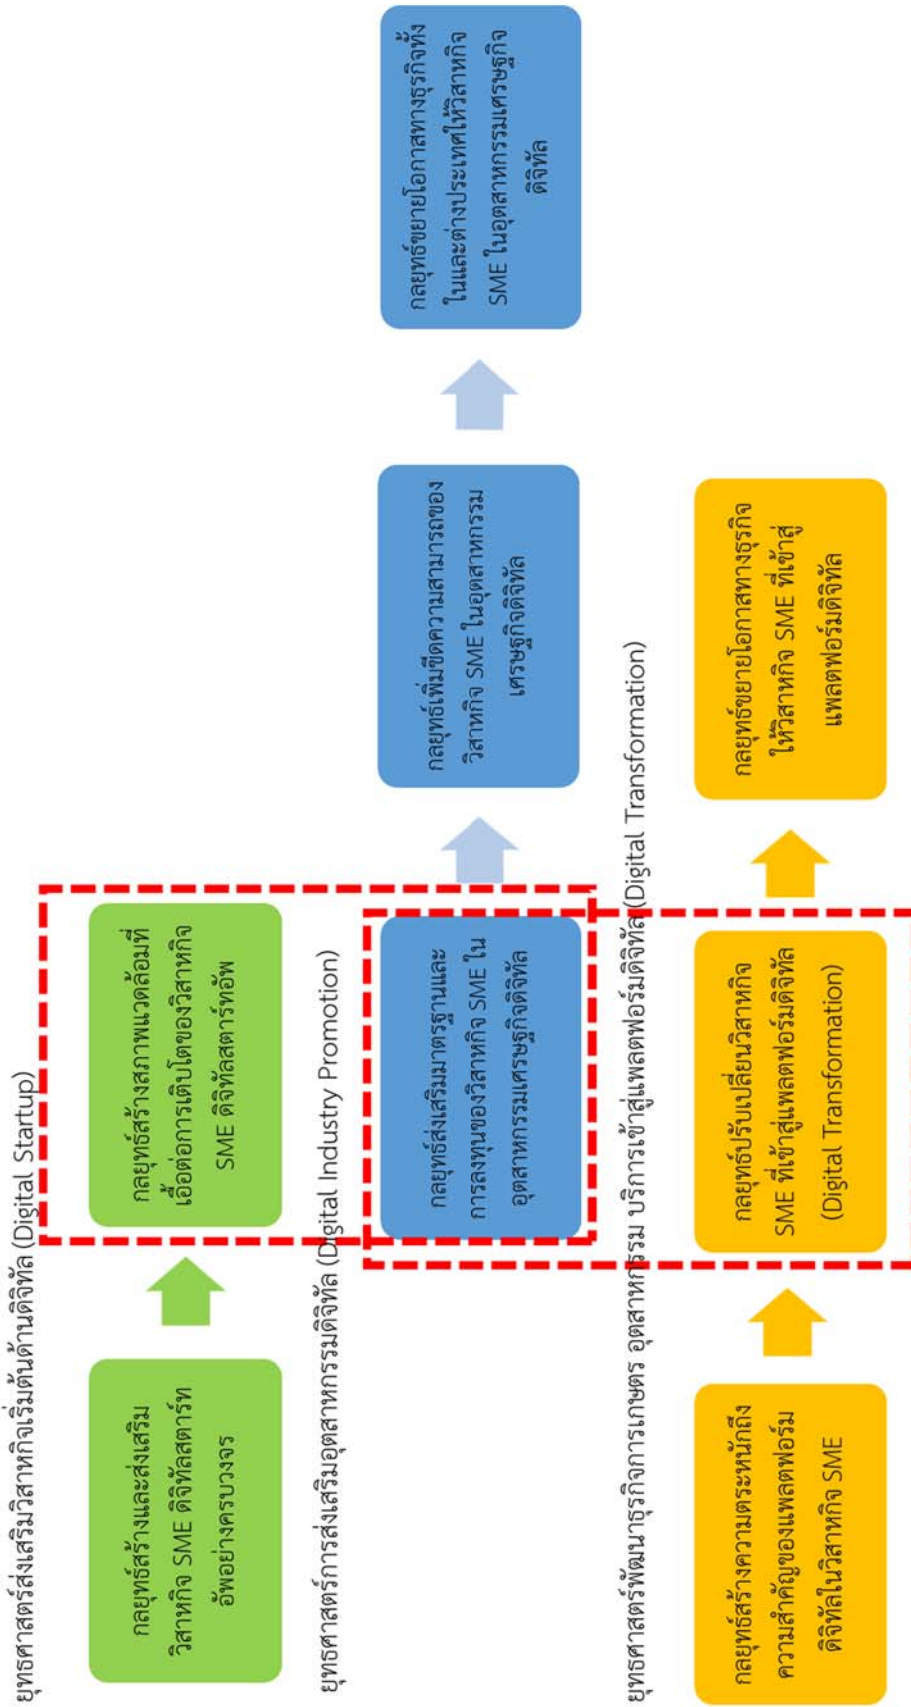 ยุทธศาสตร์ส่งเสริมวิสาหกิจเริ่มต้นด้านดิจิทัล (Digital Startup)
กลยุทธ์สร้างและส่งเสริม
วิสาหกิจ SME ดิจิทัลสตาร์ท
อัพอย่างครบวงจร
กลยุทธ์สร้างสภาพแวดล้อมที่
เอื้อต่อการเติบโตของวิสาหกิจ
SME ดิจิทัลสตาร์ทอัพ
ยุทธศาสตร์การส่งเสริมอุตสาหกรรมดิจิทัล (Digital Industry Promotion)
กลยุทธ์ส่งเสริมมาตรฐานและ
การลงทุนของวิสาหกิจ SME ใน
อุตสาหกรรมเศรษฐกิจดิจิทัล
กลยุทธ์เพิ่มขีดความสามารถของ
วิสาหกิจ SME ในอุตสาหกรรม
เศรษฐกิจดิจิทัล
กลยุทธ์ขยายโอกาสทางธุรกิจทั้ง
ในและต่างประเทศให้วิสาหกิจ
SME ในอุตสาหกรรมเศรษฐกิจ
ดิจิทัล
ยุทธศาสตร์พัฒนาธุรกิจการเกษตร อุตสาหกรรม บริการเข้าสู่แพลตฟอร์มดิจิทัล (Digital Transformation)
กลยุทธ์สร้างความตระหนักถึง
ความสำคัญของแพลตฟอร์ม
ดิจิทัลในวิสาหกิจ SME
กลยุทธ์ปรับเปลี่ยนวิสาหกิจ
SME ที่เข้าสู่แพลตฟอร์มดิจิทัล
(Digital Transformation)
กลยุทธ์ขยายโอกาสทางธุรกิจ
ให้วิสาหกิจ SME ที่เข้าสู่
แพลตฟอร์มดิจิทัล